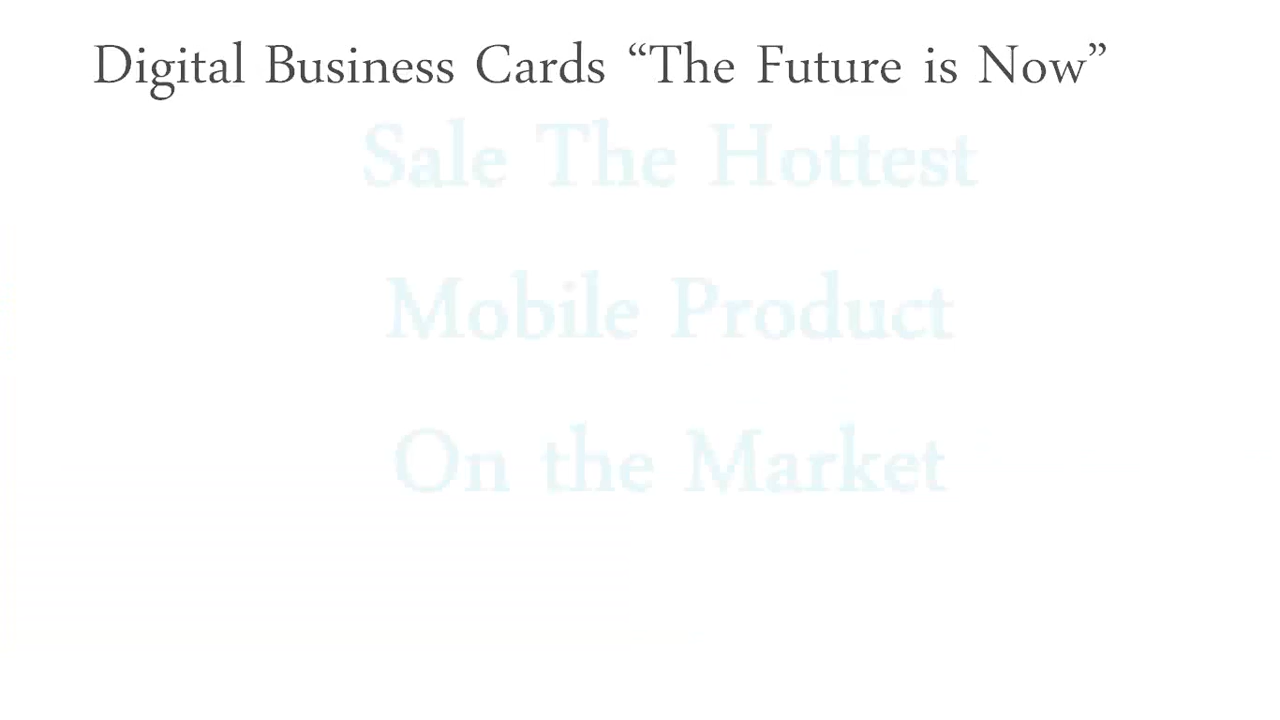 Digital Business Cards “The Future is Now”
Sale The Hottest
Mobile Product
On the Market